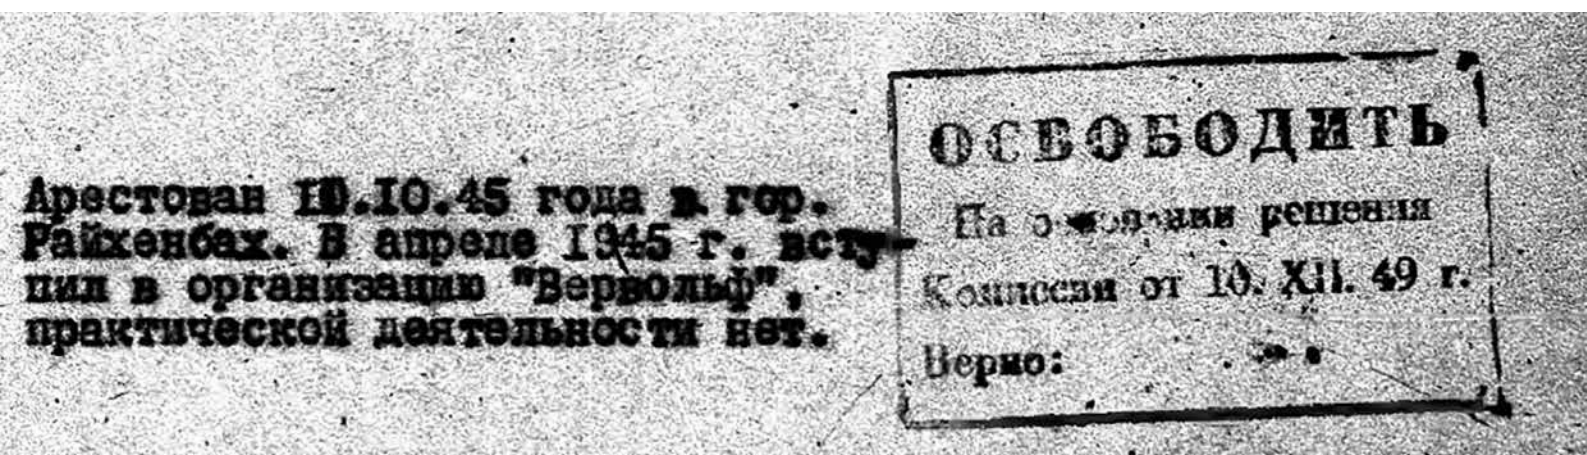 Арестован 10.10.45 года в гор.
Райхенбах. В апреле 1945 г. всту-
пил в организацию "Вервольф",
практической деятельности нет.
ОСВОБОДИТЬ
На основании решения
Комиссии от 10. XII. 49 г.
Верно: